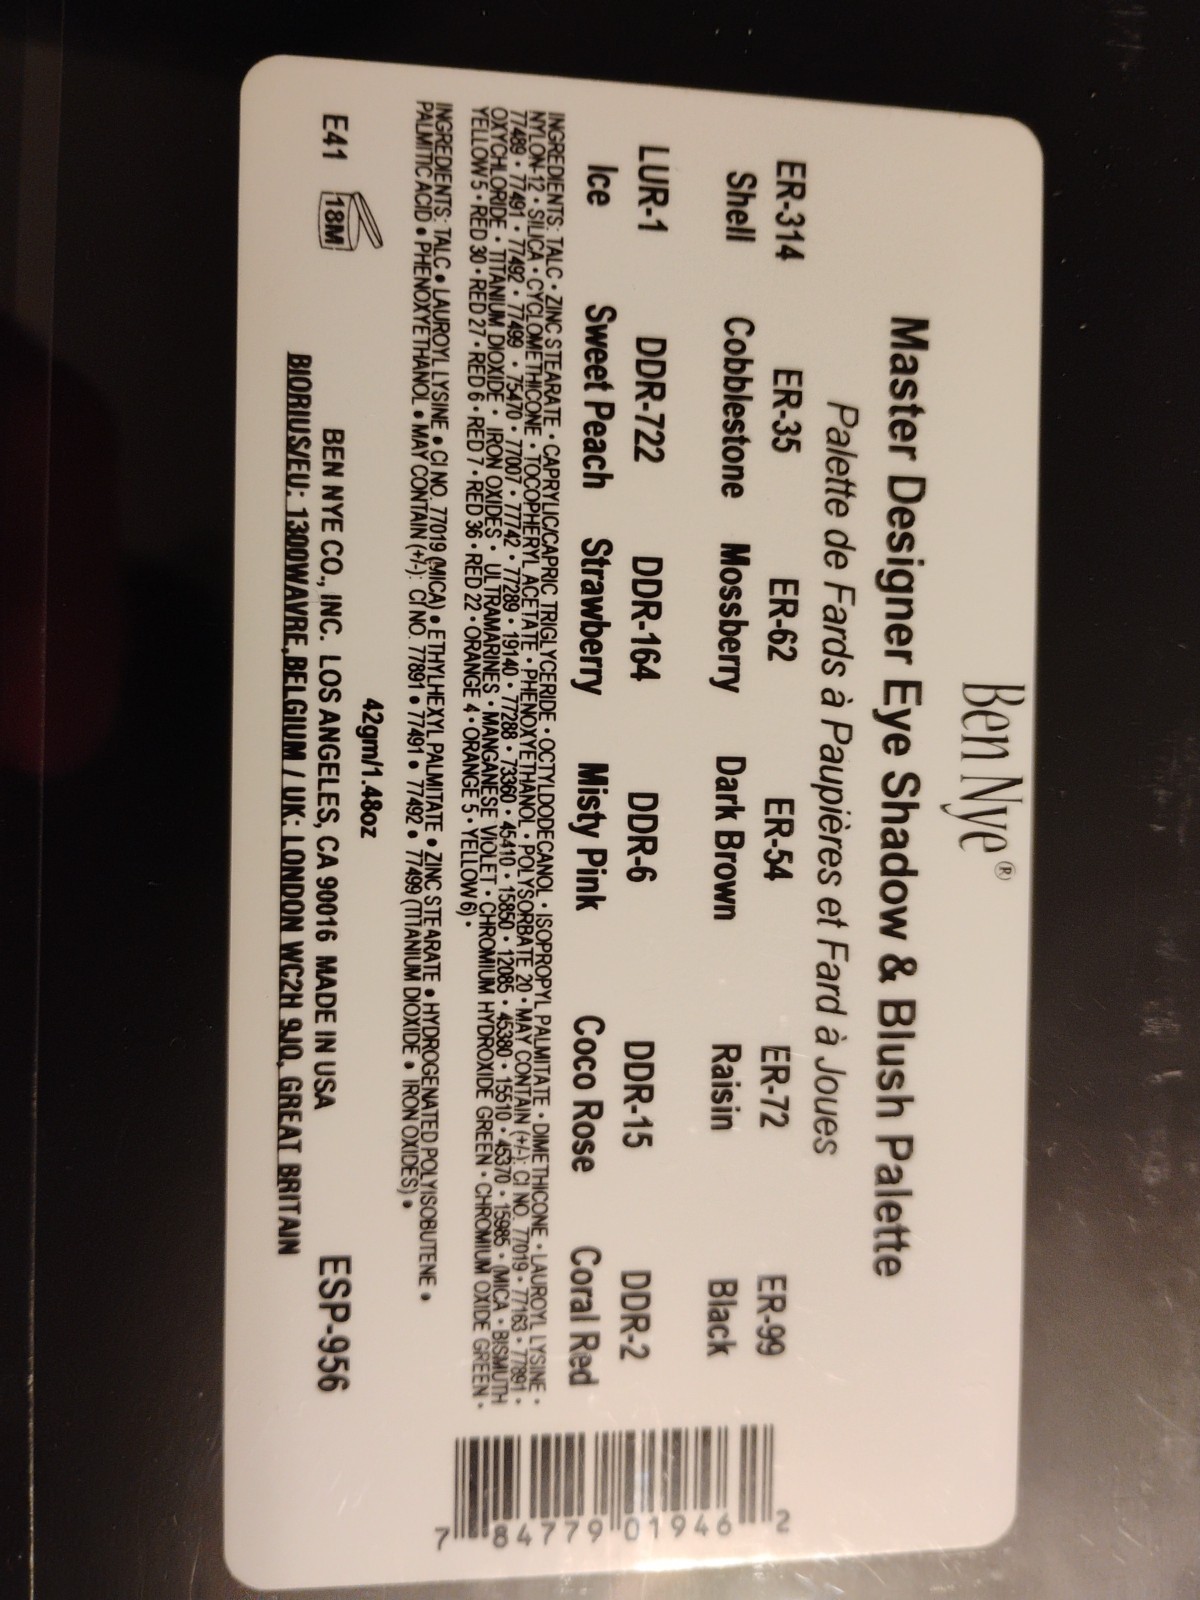 Ben Nye®
Master Designer Eye Shadow & Blush Palette
Palette de Fards à Paupières et Fard à Joues
ER-314 ER-35 ER-62 ER-54 ER-72 ER-99
Shell Cobblestone Mossberry Dark Brown Raisin Black
LUR-1 DDR-722 DDR-164 DDR-6 DDR-15 DDR-2
Ice Sweet Peach Strawberry Misty Pink Coco Rose Coral Red
INGREDIENTS: TALC • ZINC STEARATE • CAPRYLIC/CAPRIC TRIGLYCERIDE • OCTYLDODECANOL • ISOPROPYL PALMITATE • DIMETHICONE • LAUROYL LYSINE •
NYLON-12 • SILICA • CYCLOMETHICONE • TOCOPHERYL ACETATE • PHENOXYETHANOL • POLYSORBATE 20 • MAY CONTAIN (+/-): CI NO. 77019 • 77163 • 77891 •
77489 • 77491 • 77492 • 77499 • 75470 • 77007 • 77742 • 77289 • 19140 • 77288 • 73360 • 45410 • 15850 • 12085 • 45380 • 15510 • 45370 • 15985 • (MICA • BISMUTH
OXYCHLORIDE • TITANIUM DIOXIDE • IRON OXIDES • ULTRAMARINES • MANGANESE VIOLET • CHROMIUM HYDROXIDE GREEN • CHROMIUM OXIDE GREEN •
YELLOW 5 • RED 30 • RED 27 • RED 6 • RED 7 • RED 36 • RED 22 • ORANGE 4 • ORANGE 5 • YELLOW 6) •
INGREDIENTS: TALC • LAUROYL LYSINE • CI NO. 77019 (MICA) • ETHYLHEXYL PALMITATE • ZINC STEARATE • HYDROGENATED POLYISOBUTENE •
PALMITIC ACID • PHENOXYETHANOL • MAY CONTAIN (+/-): CI NO. 77891 • 77491 • 77492 • 77499 (TITANIUM DIOXIDE • IRON OXIDES) •
42gm/1.48oz
E41 18M BEN NYE CO., INC. LOS ANGELES, CA 90016 MADE IN USA ESP-956
BIORIUS/EU: 1300WAVRE,BELGIUM / UK: LONDON WC2H 9JQ, GREAT BRITAIN
7 84779 01946 2